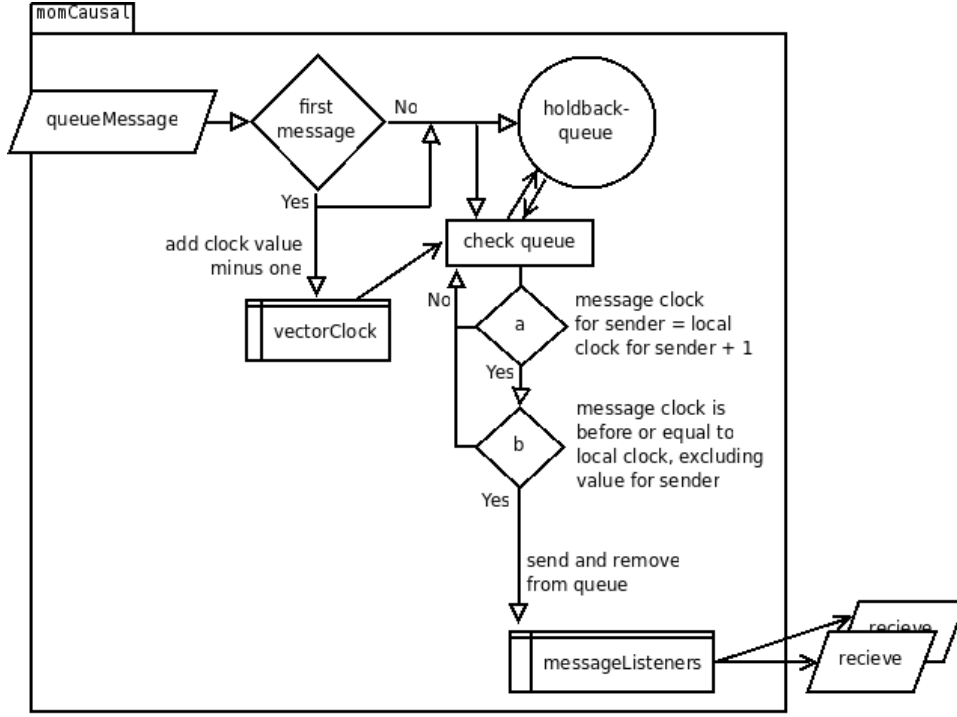 momCausal
queueMessage
first
message
No
holdback-
queue
Yes
add clock value
minus one
check queue
vectorClock
No
a
message clock
for sender = local
clock for sender + 1
Yes
b
message clock is
before or equal to
local clock, excluding
value for sender
Yes
send and remove
from queue
messageListeners
recieve
recieve